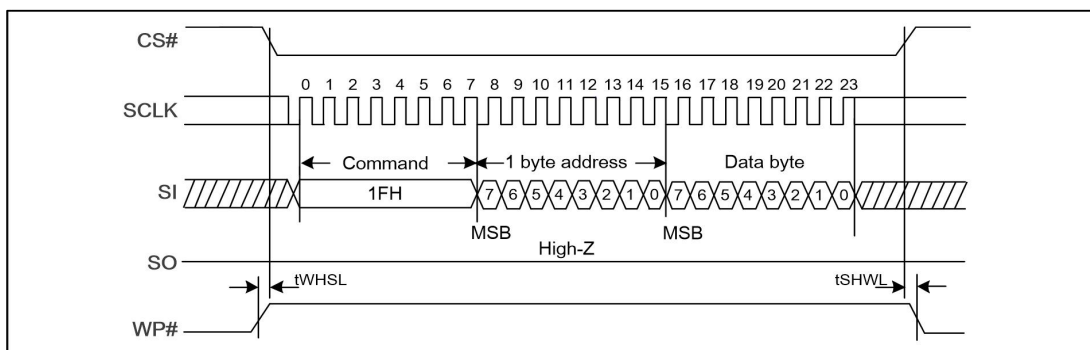 CS#
0 1 2 3 4 5 6 7 8 9 10 11 12 13 14 15 16 17 18 19 20 21 22 23
SCLK
Command 1 byte address Data byte
SI 1FH 7 6 5 4 3 2 1 0 7 6 5 4 3 2 1 0
MSB MSB
High-Z
SO
tWHSL tSHWL
WP#